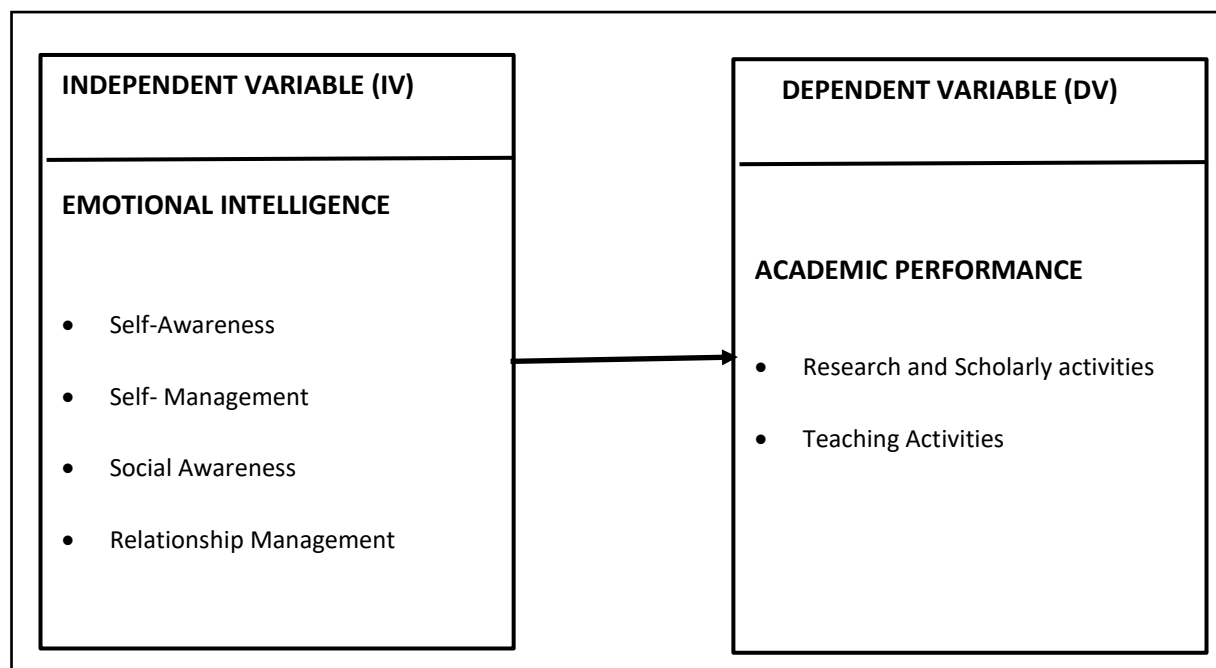 INDEPENDENT VARIABLE (IV)
EMOTIONAL INTELLIGENCE
• Self-Awareness
• Self- Management
• Social Awareness
• Relationship Management
DEPENDENT VARIABLE (DV)
ACADEMIC PERFORMANCE
• Research and Scholarly activities
• Teaching Activities